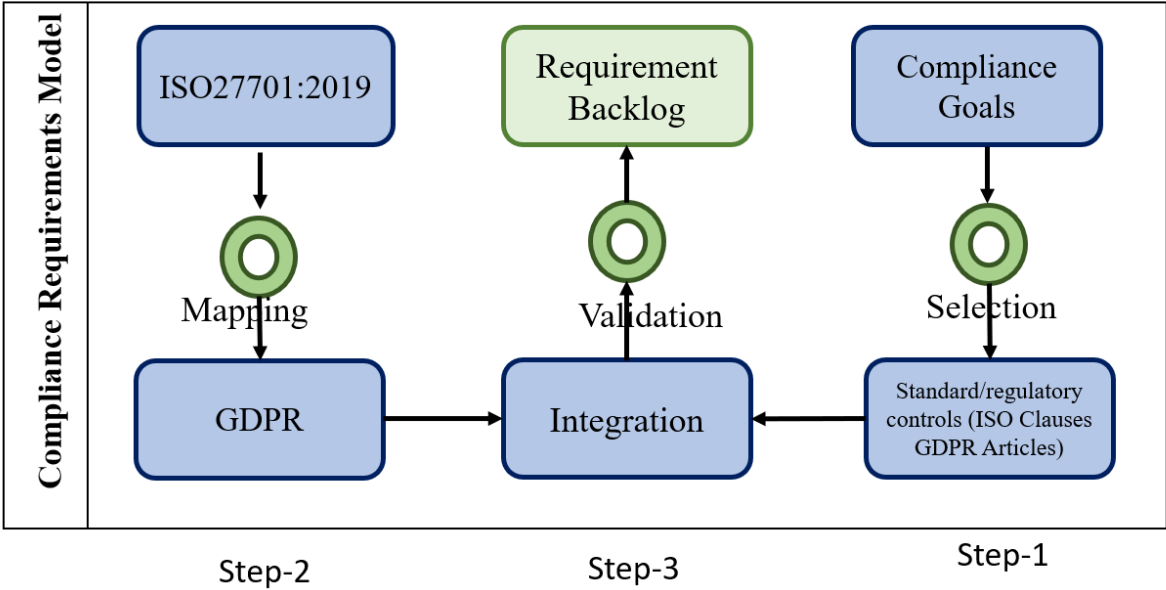 Compliance Requirements Model
ISO27701:2019
Requirement
Backlog
Compliance
Goals
Mapping
Validation
Selection
GDPR
Integration
Standard/regulatory
controls (ISO Clauses
GDPR Articles)
Step-2
Step-3
Step-1